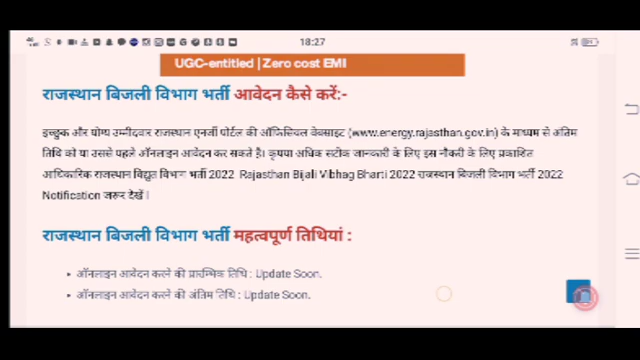 18:27
UGC-entitled | Zero cost EMI
राजस्थान बिजली विभाग भर्ती आवेदन कैसे करें:-
इच्छुक और योग्य उम्मीदवार राजस्थान एनर्जी पोर्टल की ऑफिसियल वेबसाइट (www.energy.rajasthan.gov.in) के माध्यम से अंतिम
तिथि को या उससे पहले ऑनलाइन आवेदन कर सकते है। कृपया अधिक सटीक जानकारी के लिए इस नौकरी के लिए प्रकाशित
आधिकारिक राजस्थान विद्युत विभाग भर्ती 2022 Rajasthan Bijali Vibhag Bharti 2022 राजस्थान बिजली विभाग भर्ती 2022
Notification जरुर देखें |
राजस्थान बिजली विभाग भर्ती महत्वपूर्ण तिथियां :
ऑनलाइन आवेदन करने की प्रारम्भिक तिथि : Update Soon.
ऑनलाइन आवेदन करने की अंतिम तिथि : Update Soon.